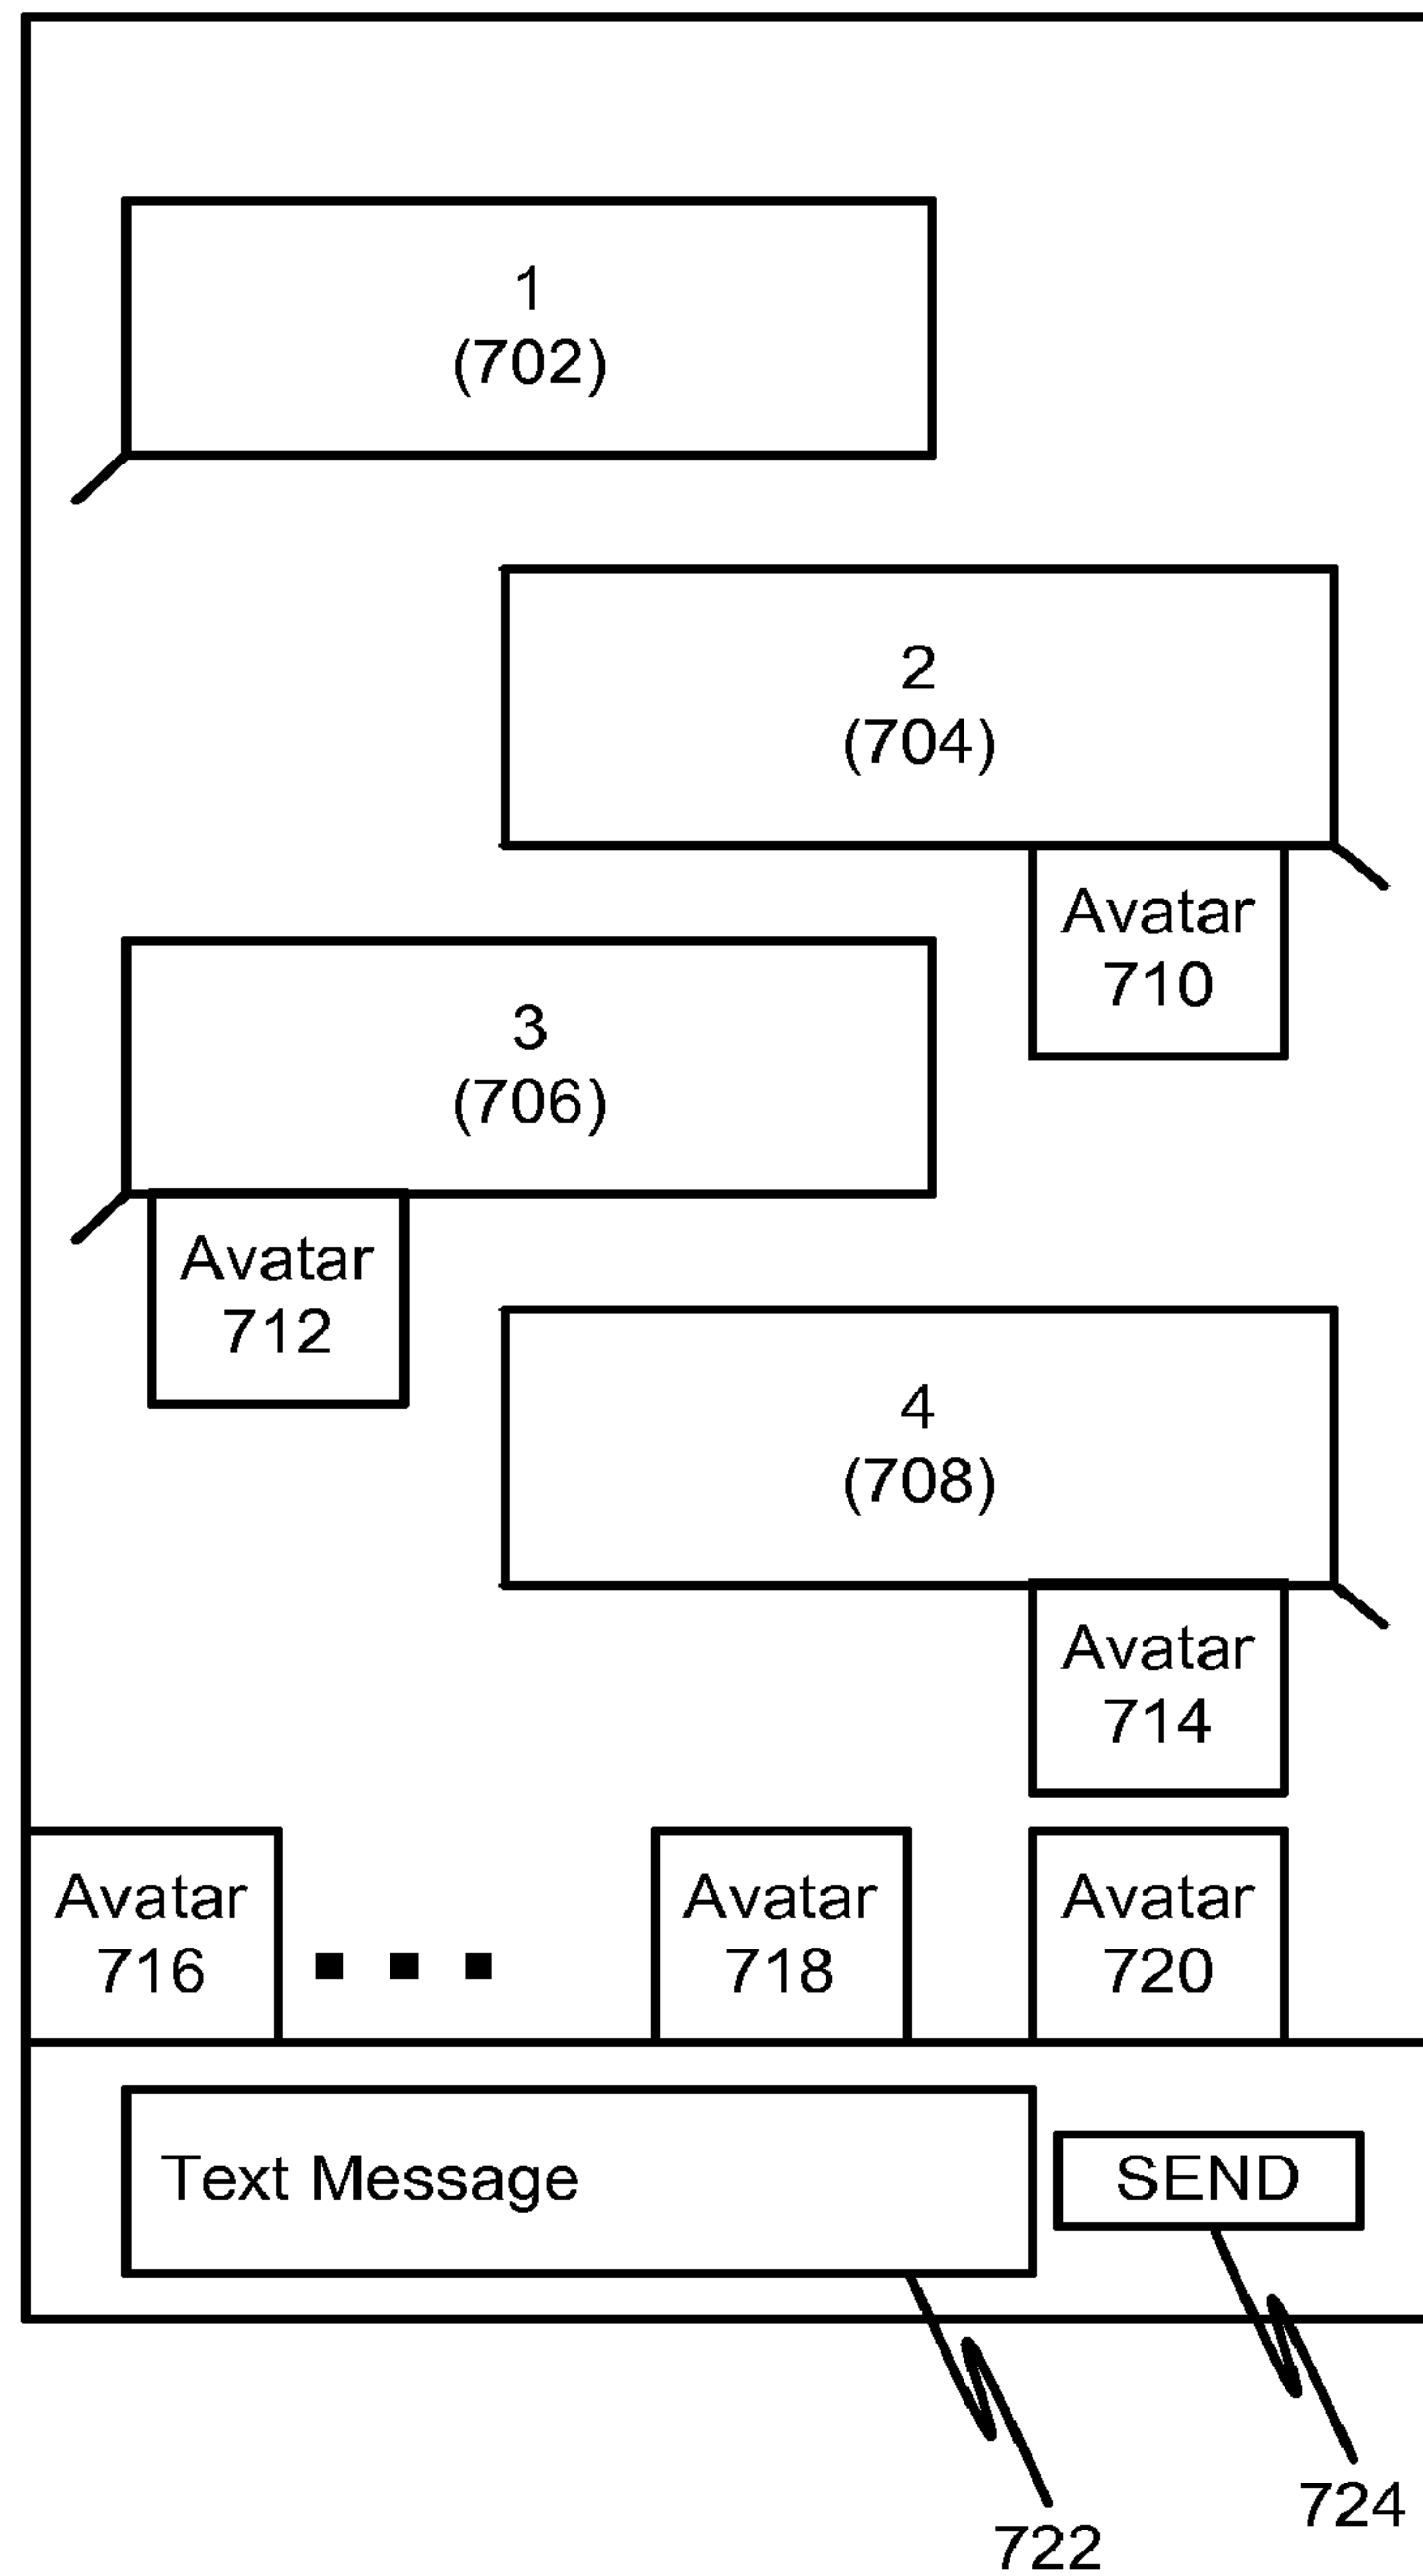 1
(702)
2
(704)
Avatar
710
3
(706)
Avatar
712
4
(708)
Avatar
714
Avatar
716
Avatar
718
Avatar
720
Text Message
SEND
722
724